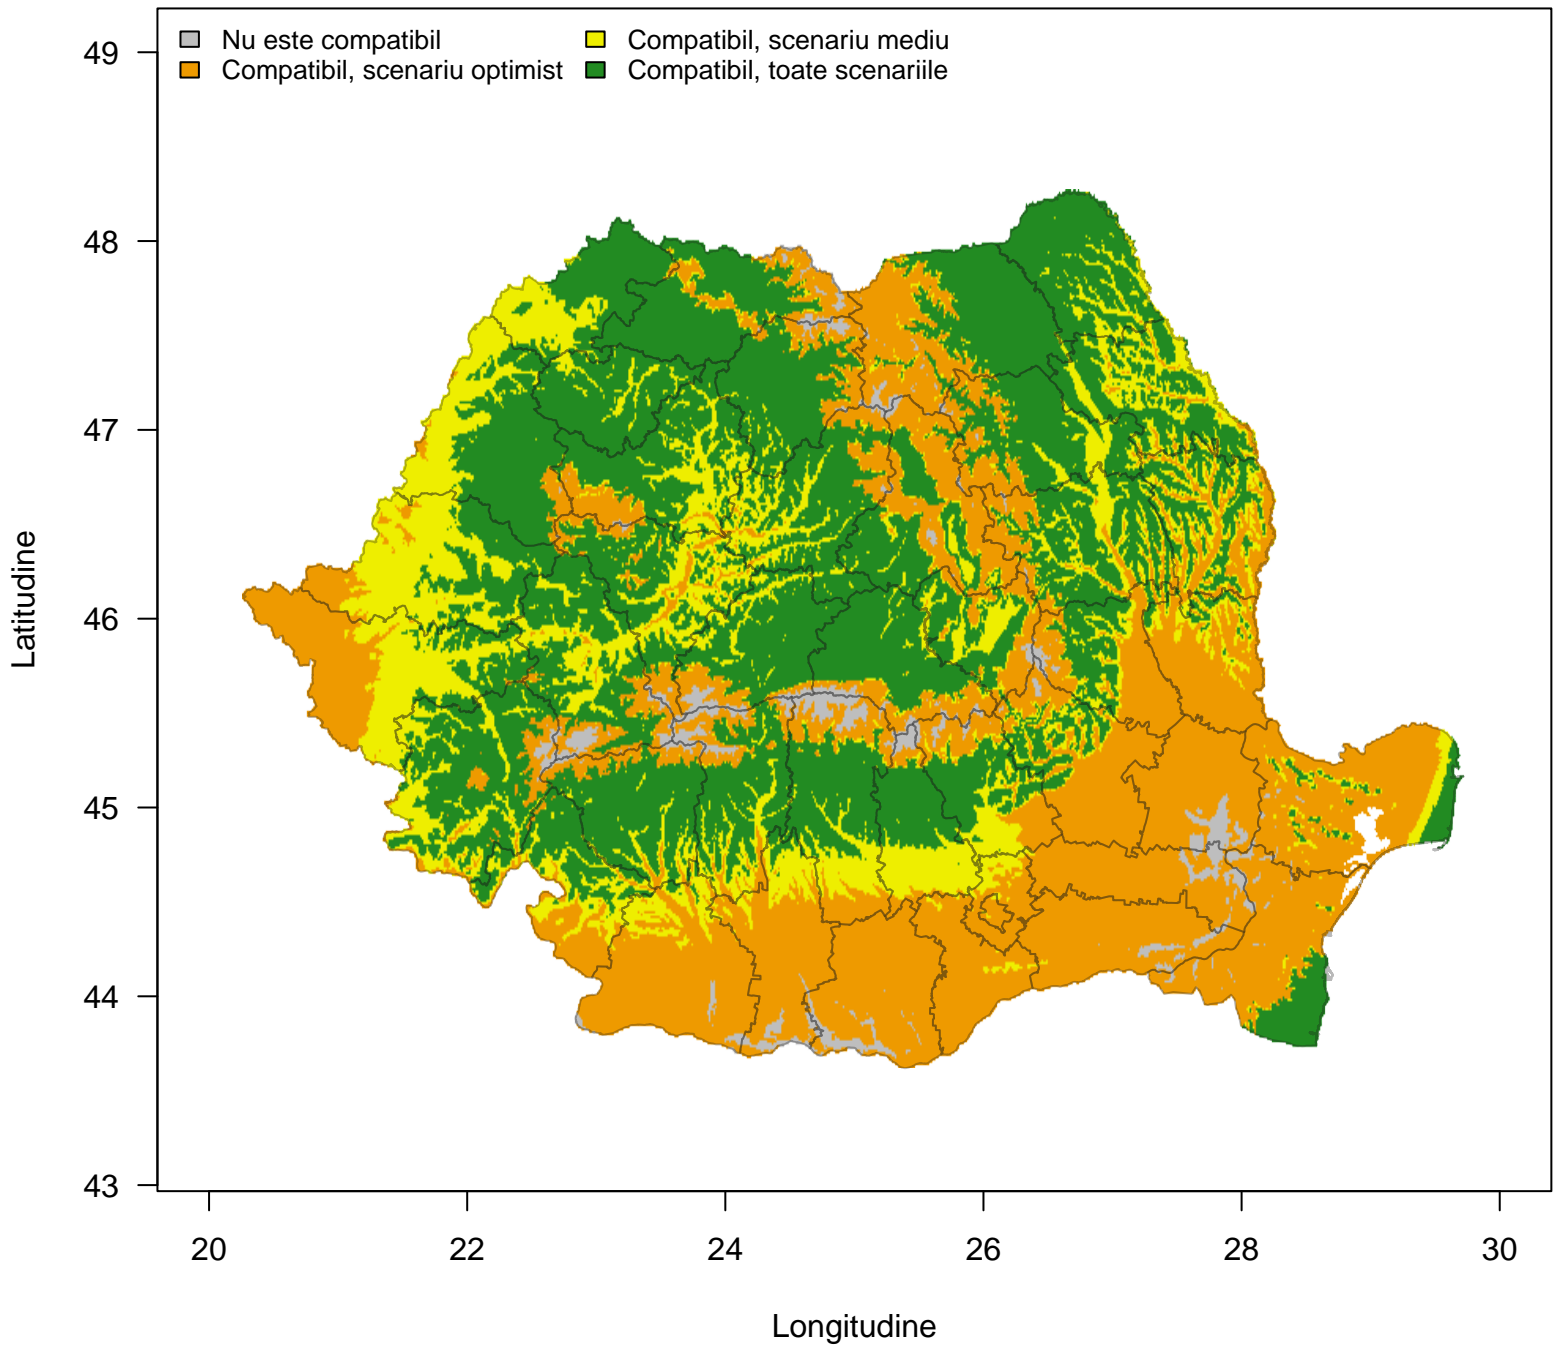 Nu este compatibil
Compatibil, scenariu optimist
Compatibil, scenariu mediu
Compatibil, toate scenariile
49
48
47
46
45
44
43
Latitudine
20 22 24 26 28 30
Longitudine